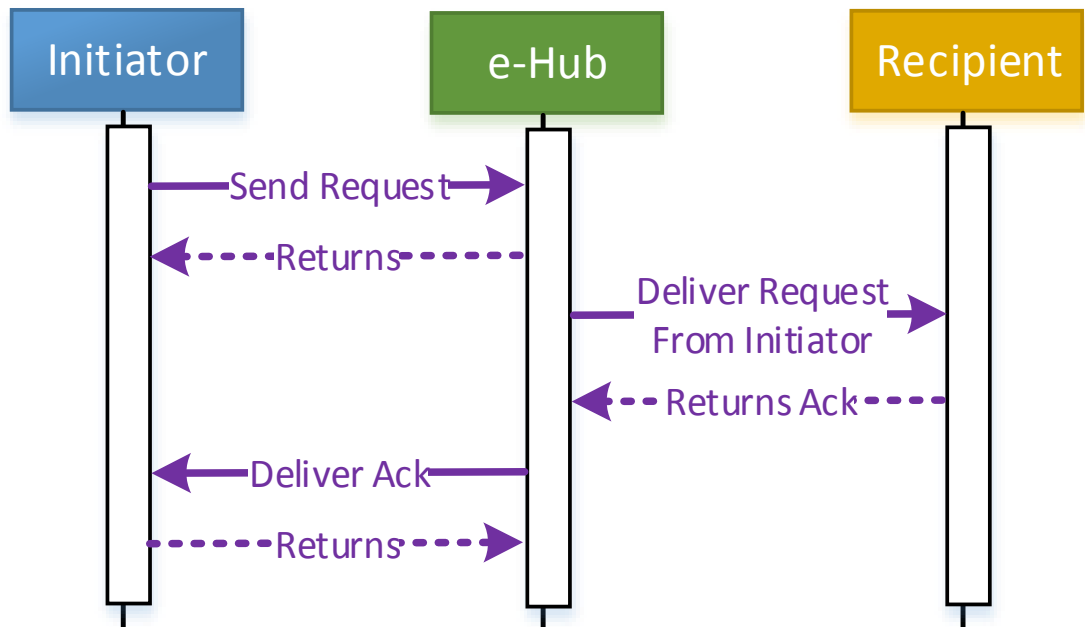 Initiator
e-Hub
Recipient
Send Request
Returns
Deliver Request
From Initiator
Returns Ack
Deliver Ack
Returns